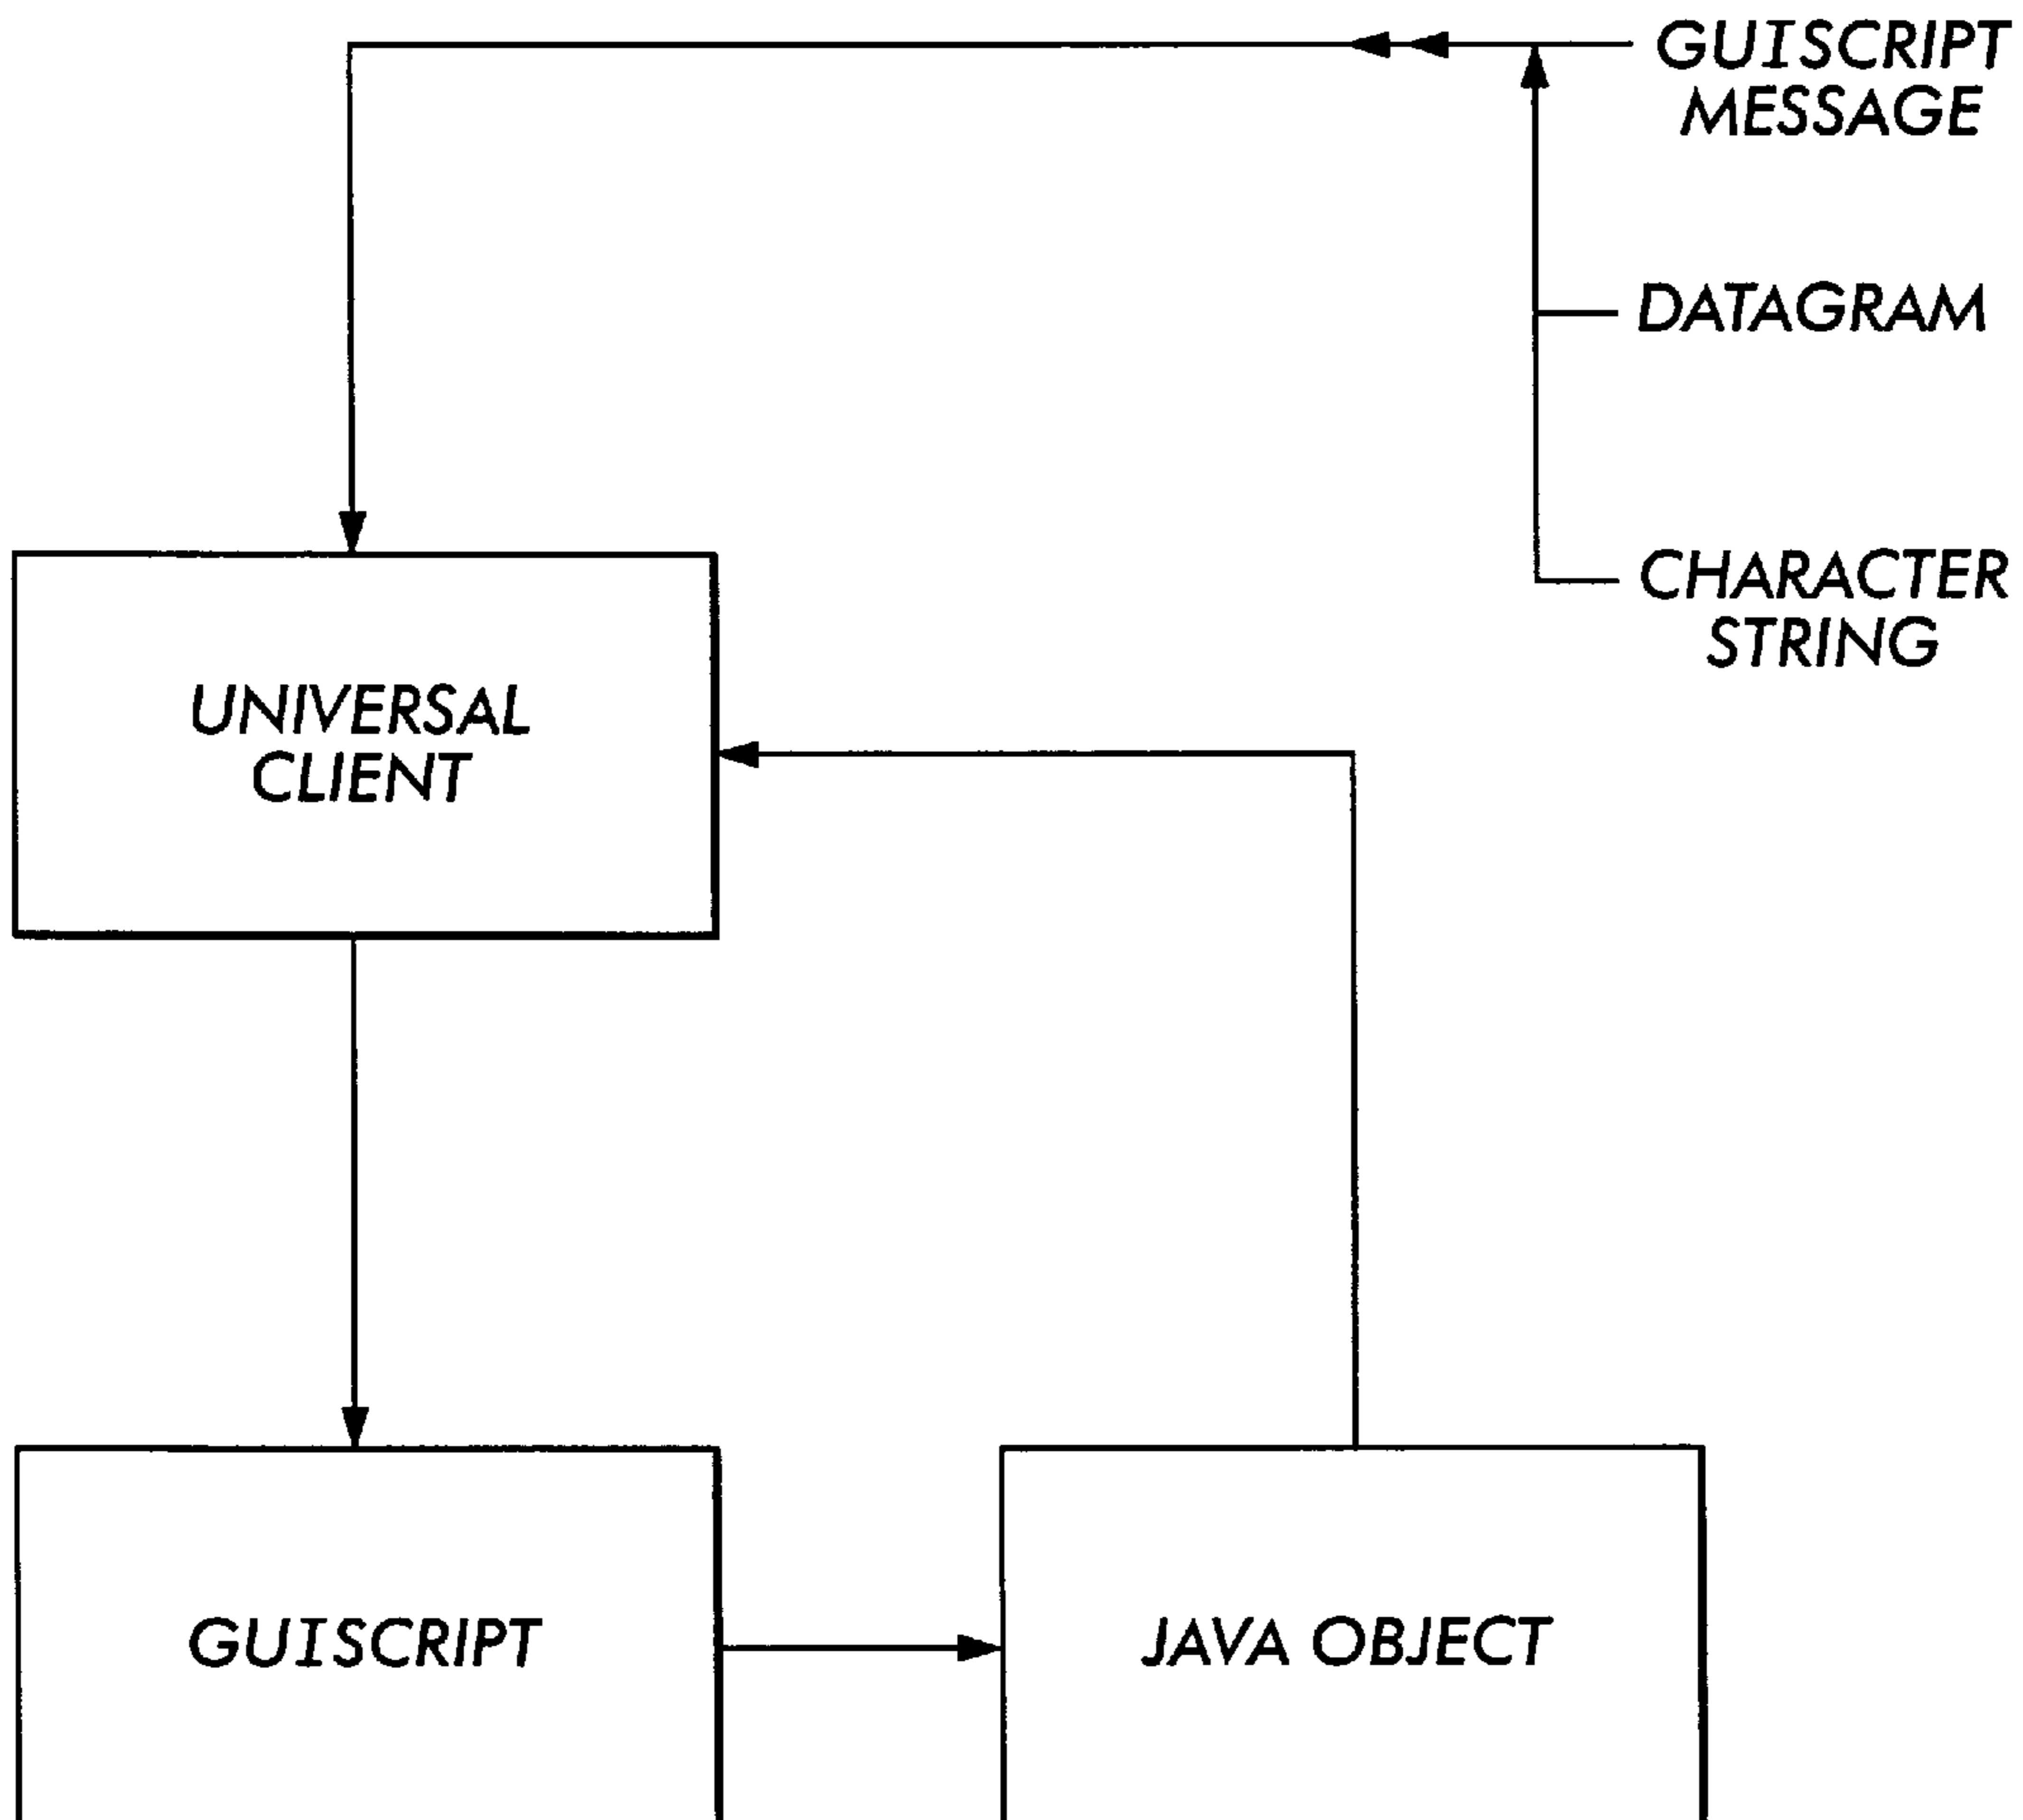 GUISCRIPT
MESSAGE
DATAGRAM
CHARACTER
STRING
UNIVERSAL
CLIENT
GUISCRIPT
JAVA OBJECT